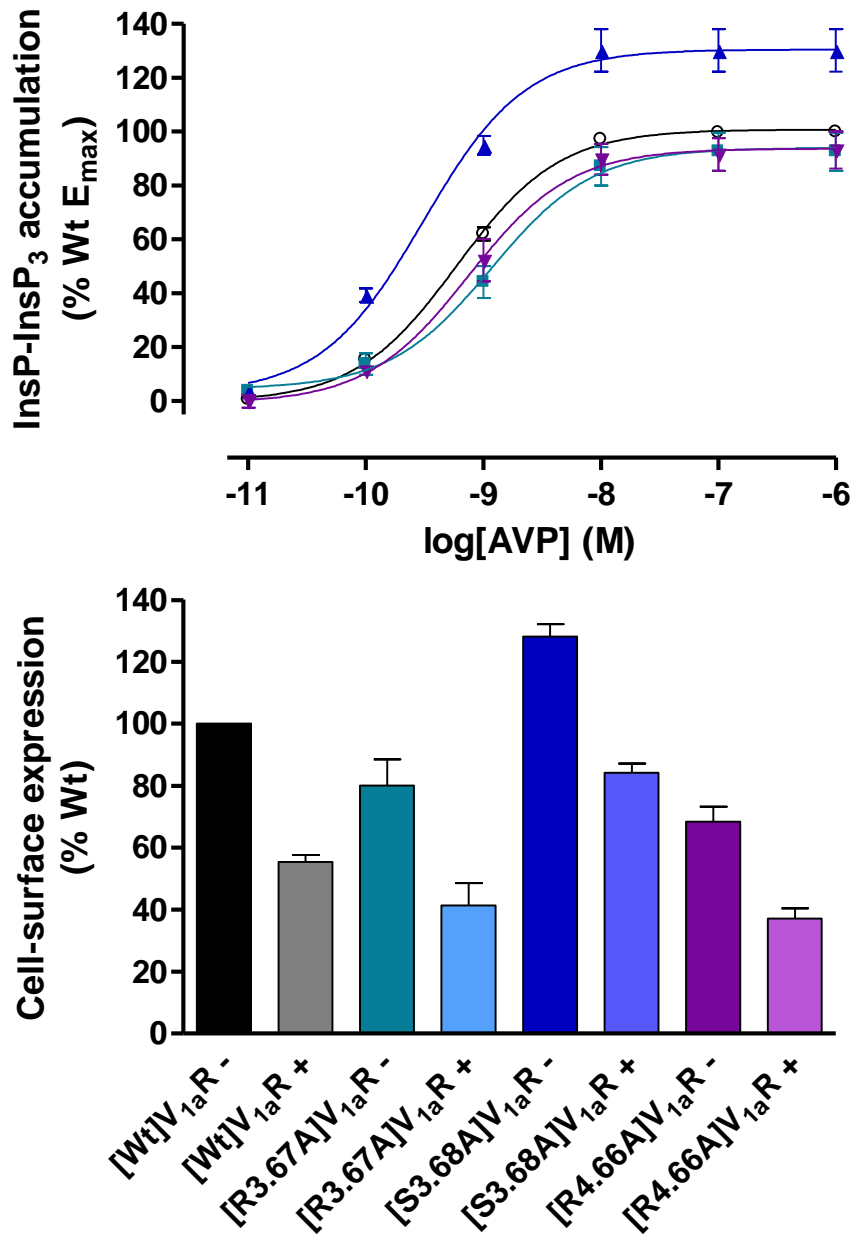 InsP-InsP₃ accumulation
(% Wt Eₘₐₓ)
140
120
100
80
60
40
20
0
-11 -10 -9 -8 -7 -6
log[AVP] (M)
Cell-surface expression
(% Wt)
140
120
100
80
60
40
20
0
[Wt]V₁ₐR -
[Wt]V₁ₐR +
[R3.67A]V₁ₐR -
[R3.67A]V₁ₐR +
[S3.68A]V₁ₐR -
[S3.68A]V₁ₐR +
[R4.66A]V₁ₐR -
[R4.66A]V₁ₐR +